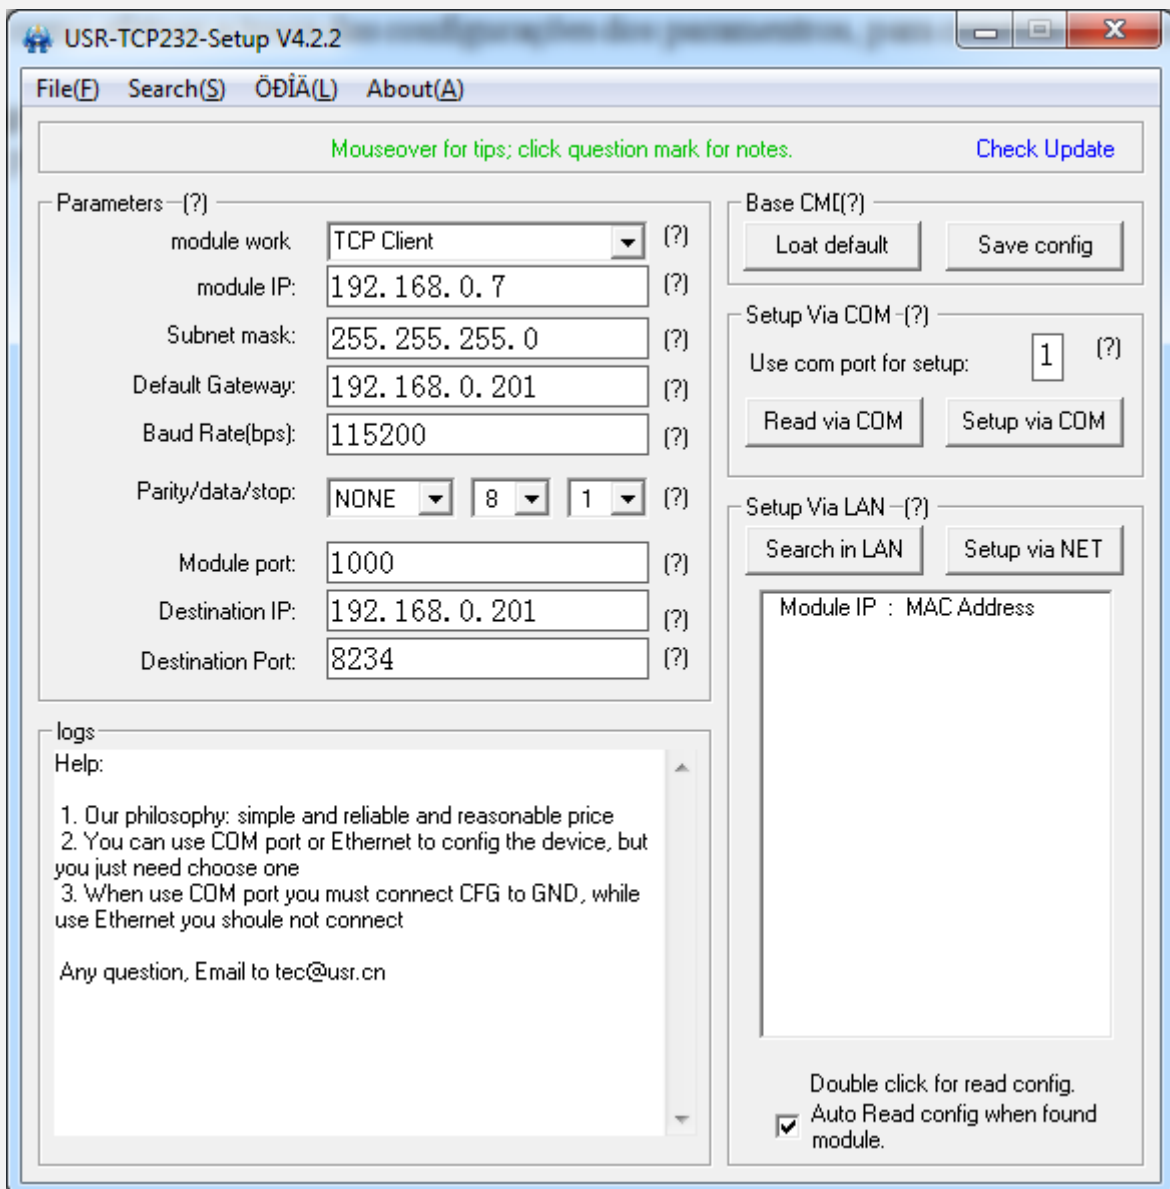 USR-TCP232-Setup V4.2.2
File(F) Search(S) ÖÐÎÄ(L) About(A)
Mouseover for tips; click question mark for notes. Check Update
Parameters (?)
module work TCP Client (?)
module IP: 192.168.0.7 (?)
Subnet mask: 255.255.255.0 (?)
Default Gateway: 192.168.0.201 (?)
Baud Rate(bps): 115200 (?)
Parity/data/stop: NONE 8 1 (?)
Module port: 1000 (?)
Destination IP: 192.168.0.201 (?)
Destination Port: 8234 (?)
logs
Help:
1. Our philosophy: simple and reliable and reasonable price
2. You can use COM port or Ethernet to config the device, but
you just need choose one
3. When use COM port you must connect CFG to GND, while
use Ethernet you shoule not connect
Any question, Email to tec@usr.cn
Base CMD(?)
Loat default Save config
Setup Via COM (?)
Use com port for setup: 1 (?)
Read via COM Setup via COM
Setup Via LAN (?)
Search in LAN Setup via NET
Module IP : MAC Address
Double click for read config.
Auto Read config when found
module.